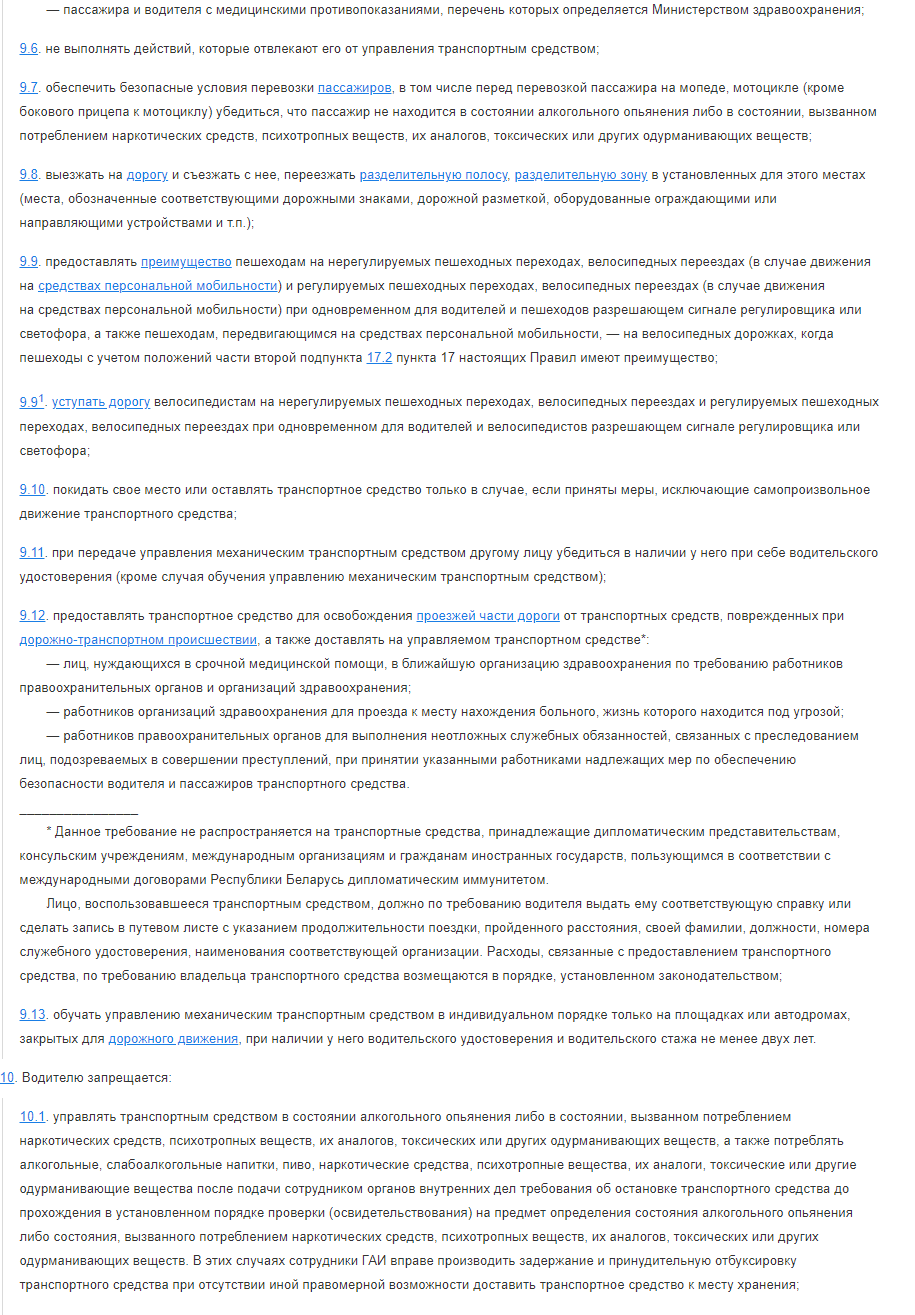 — пассажира и водителя с медицинскими противопоказаниями, перечень которых определяется Министерством здравоохранения;
9.6. не выполнять действий, которые отвлекают его от управления транспортным средством;
9.7. обеспечить безопасные условия перевозки пассажиров, в том числе перед перевозкой пассажира на мопеде, мотоцикле (кроме
бокового прицепа к мотоциклу) убедиться, что пассажир не находится в состоянии алкогольного опьянения либо в состоянии, вызванном
потреблением наркотических средств, психотропных веществ, их аналогов, токсических или других одурманивающих веществ;
9.8. выезжать на дорогу и съезжать с нее, переезжать разделительную полосу, разделительную зону в установленных для этого местах
(места, обозначенные соответствующими дорожными знаками, дорожной разметкой, оборудованные ограждающими или
направляющими устройствами и т.п.);
9.9. предоставлять преимущество пешеходам на нерегулируемых пешеходных переходах, велосипедных переездах (в случае движения
на средствах персональной мобильности) и регулируемых пешеходных переходах, велосипедных переездах (в случае движения
на средствах персональной мобильности) при одновременном для водителей и пешеходов разрешающем сигнале регулировщика или
светофора, а также пешеходам, передвигающимся на средствах персональной мобильности, — на велосипедных дорожках, когда
пешеходы с учетом положений части второй подпункта 17.2 пункта 17 настоящих Правил имеют преимущество;
9.9¹. уступать дорогу велосипедистам на нерегулируемых пешеходных переходах, велосипедных переездах и регулируемых пешеходных
переходах, велосипедных переездах при одновременном для водителей и велосипедистов разрешающем сигнале регулировщика или
светофора;
9.10. покидать свое место или оставлять транспортное средство только в случае, если приняты меры, исключающие самопроизвольное
движение транспортного средства;
9.11. при передаче управления механическим транспортным средством другому лицу убедиться в наличии у него при себе водительского
удостоверения (кроме случая обучения управлению механическим транспортным средством);
9.12. предоставлять транспортное средство для освобождения проезжей части дороги от транспортных средств, поврежденных при
дорожно-транспортном происшествии, а также доставлять на управляемом транспортном средстве*:
— лиц, нуждающихся в срочной медицинской помощи, в ближайшую организацию здравоохранения по требованию работников
правоохранительных органов и организаций здравоохранения;
— работников организаций здравоохранения для проезда к месту нахождения больного, жизнь которого находится под угрозой;
— работников правоохранительных органов для выполнения неотложных служебных обязанностей, связанных с преследованием
лиц, подозреваемых в совершении преступлений, при принятии указанными работниками надлежащих мер по обеспечению
безопасности водителя и пассажиров транспортного средства.
________________
* Данное требование не распространяется на транспортные средства, принадлежащие дипломатическим представительствам,
консульским учреждениям, международным организациям и гражданам иностранных государств, пользующимся в соответствии с
международными договорами Республики Беларусь дипломатическим иммунитетом.
Лицо, воспользовавшееся транспортным средством, должно по требованию водителя выдать ему соответствующую справку или
сделать запись в путевом листе с указанием продолжительности поездки, пройденного расстояния, своей фамилии, должности, номера
служебного удостоверения, наименования соответствующей организации. Расходы, связанные с предоставлением транспортного
средства, по требованию владельца транспортного средства возмещаются в порядке, установленном законодательством;
9.13. обучать управлению механическим транспортным средством в индивидуальном порядке только на площадках или автодромах,
закрытых для дорожного движения, при наличии у него водительского удостоверения и водительского стажа не менее двух лет.
10. Водителю запрещается:
10.1. управлять транспортным средством в состоянии алкогольного опьянения либо в состоянии, вызванном потреблением
наркотических средств, психотропных веществ, их аналогов, токсических или других одурманивающих веществ, а также потреблять
алкогольные, слабоалкогольные напитки, пиво, наркотические средства, психотропные вещества, их аналоги, токсические или другие
одурманивающие вещества после подачи сотрудником органов внутренних дел требования об остановке транспортного средства до
прохождения в установленном порядке проверки (освидетельствования) на предмет определения состояния алкогольного опьянения
либо состояния, вызванного потреблением наркотических средств, психотропных веществ, их аналогов, токсических или других
одурманивающих веществ. В этих случаях сотрудники ГАИ вправе производить задержание и принудительную отбуксировку
транспортного средства при отсутствии иной правомерной возможности доставить транспортное средство к месту хранения;